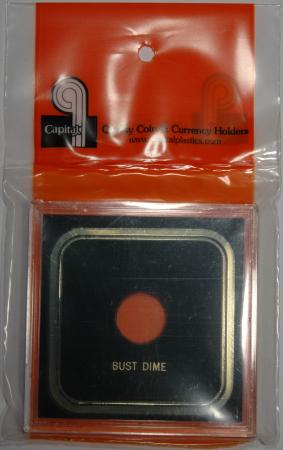 Capital
Quality Coin & Currency Holders
www.capitalplastics.com
BUST DIME